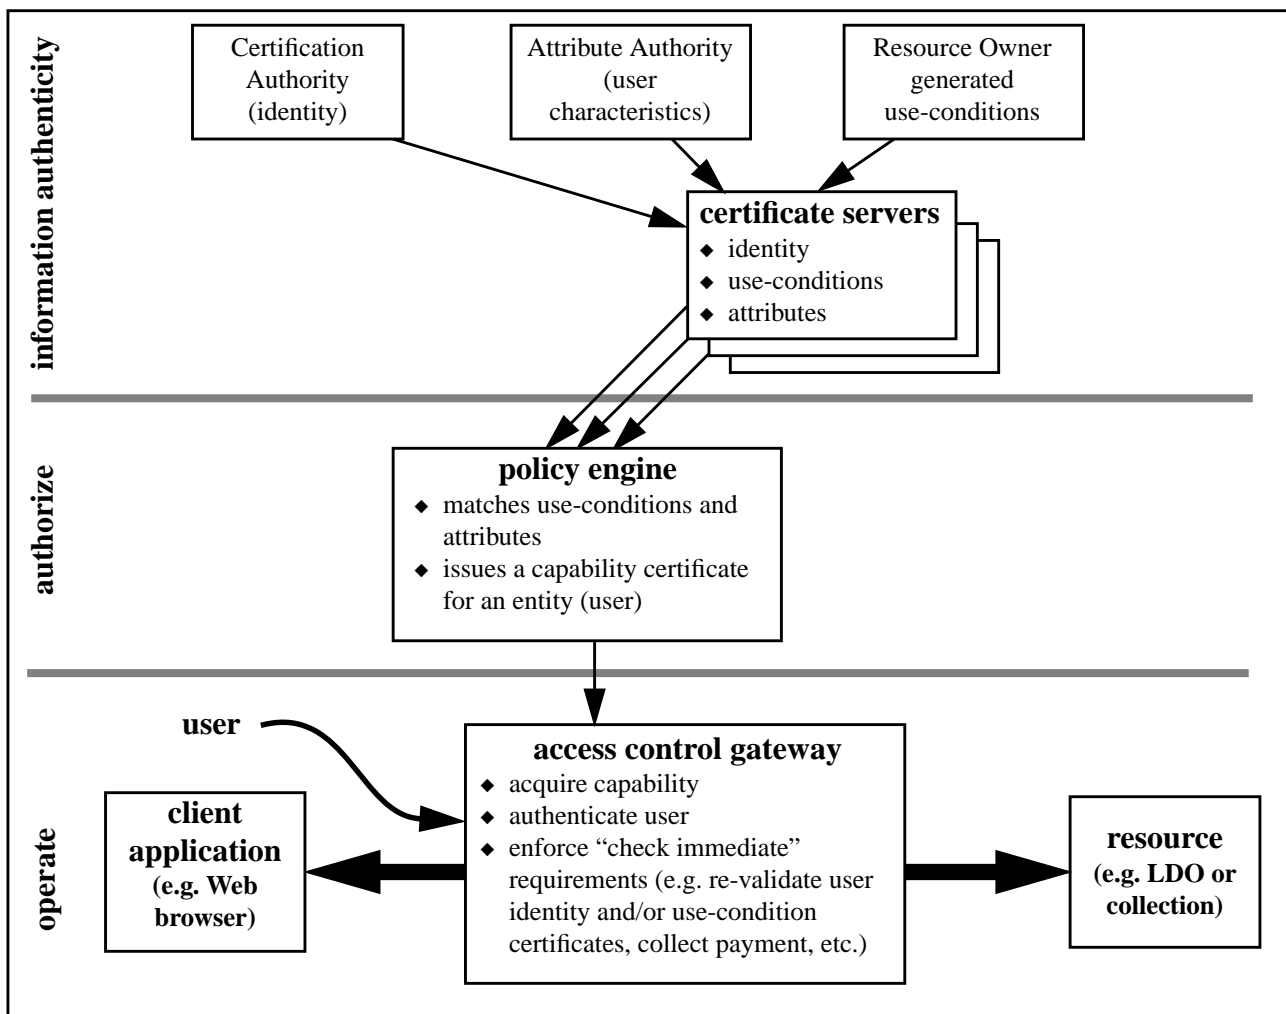 information authenticity
Certification
Authority
(identity)
Attribute Authority
(user
characteristics)
Resource Owner
generated
use-conditions
certificate servers
◆ identity
◆ use-conditions
◆ attributes
authorize
policy engine
◆ matches use-conditions and
attributes
◆ issues a capability certificate
for an entity (user)
operate
user
client
application
(e.g. Web
browser)
access control gateway
◆ acquire capability
◆ authenticate user
◆ enforce “check immediate”
requirements (e.g. re-validate user
identity and/or use-condition
certificates, collect payment, etc.)
resource
(e.g. LDO or
collection)